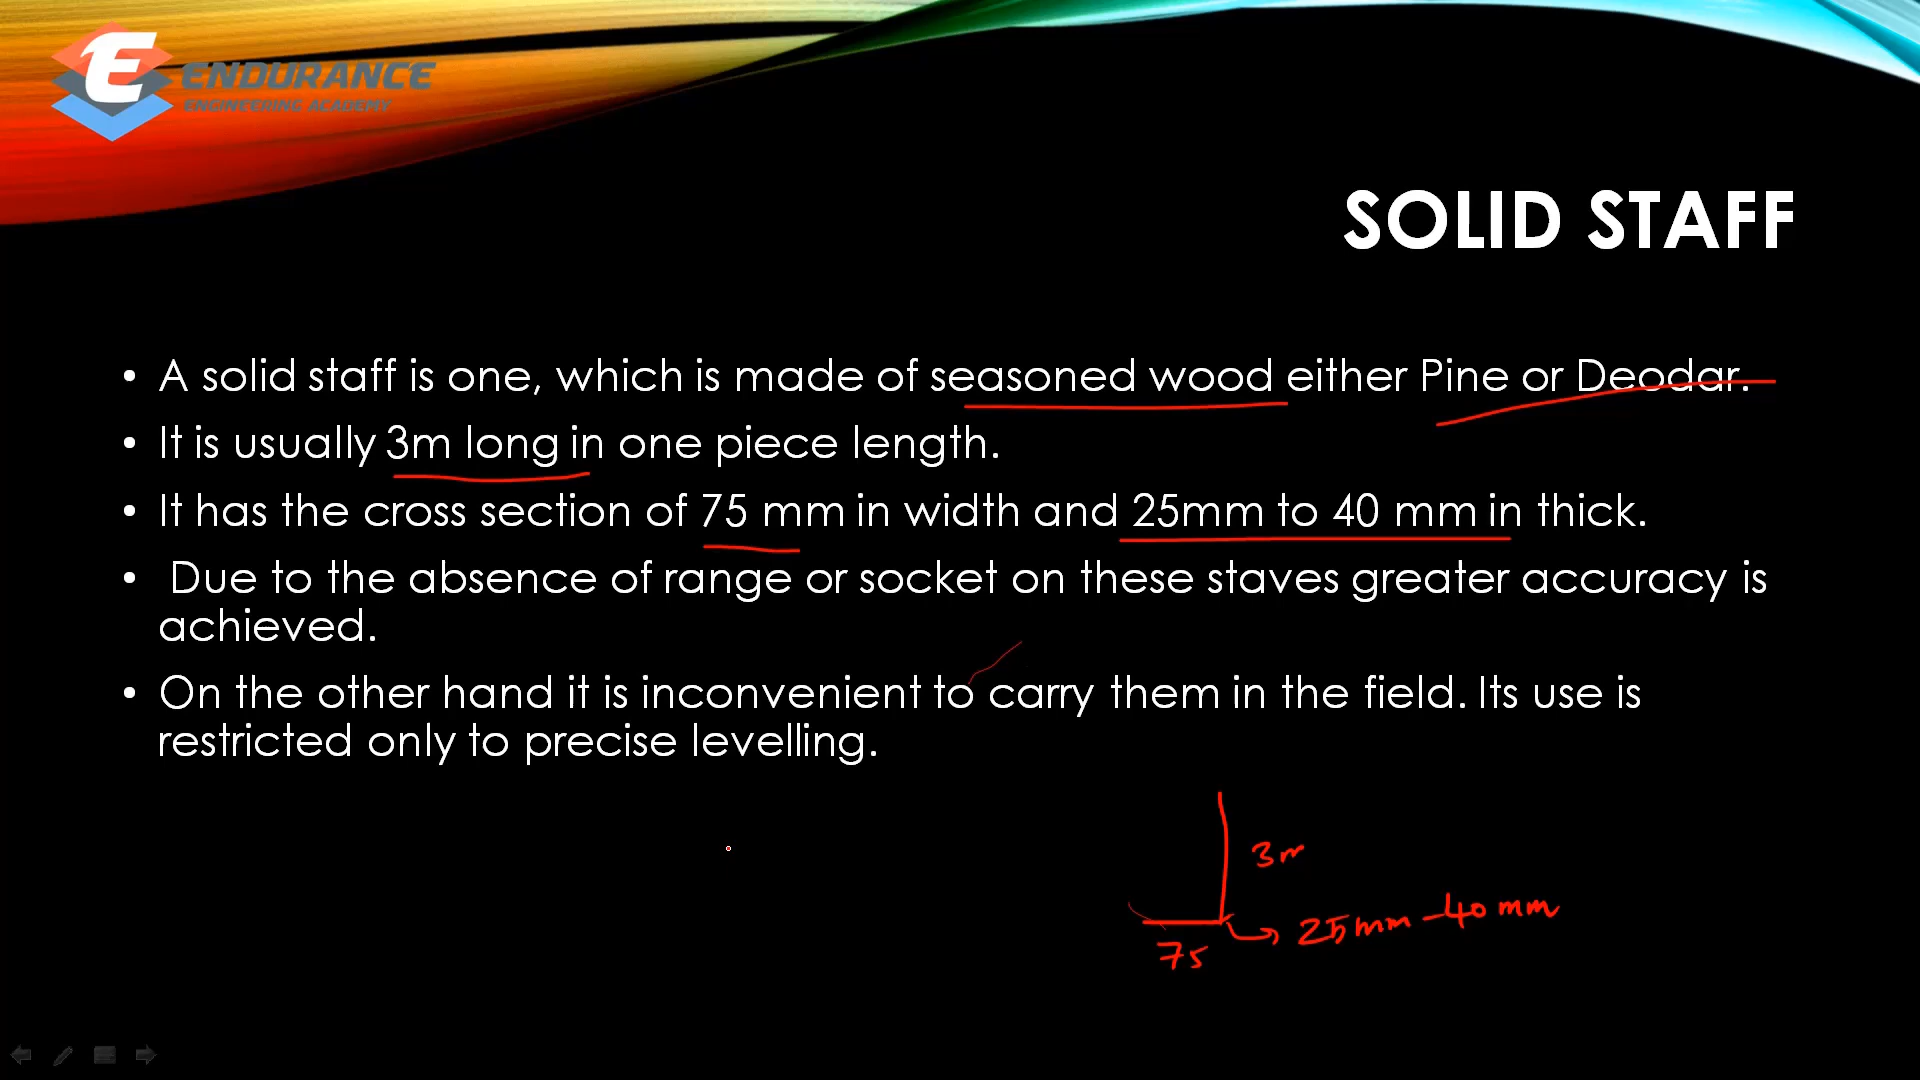 ENDURANCE
ENGINEERING ACADEMY
SOLID STAFF
• A solid staff is one, which is made of seasoned wood either Pine or Deodar.
• It is usually 3m long in one piece length.
• It has the cross section of 75 mm in width and 25mm to 40 mm in thick.
• Due to the absence of range or socket on these staves greater accuracy is
achieved.
• On the other hand it is inconvenient to carry them in the field. Its use is
restricted only to precise levelling.
3m
25mm - 40 mm
75